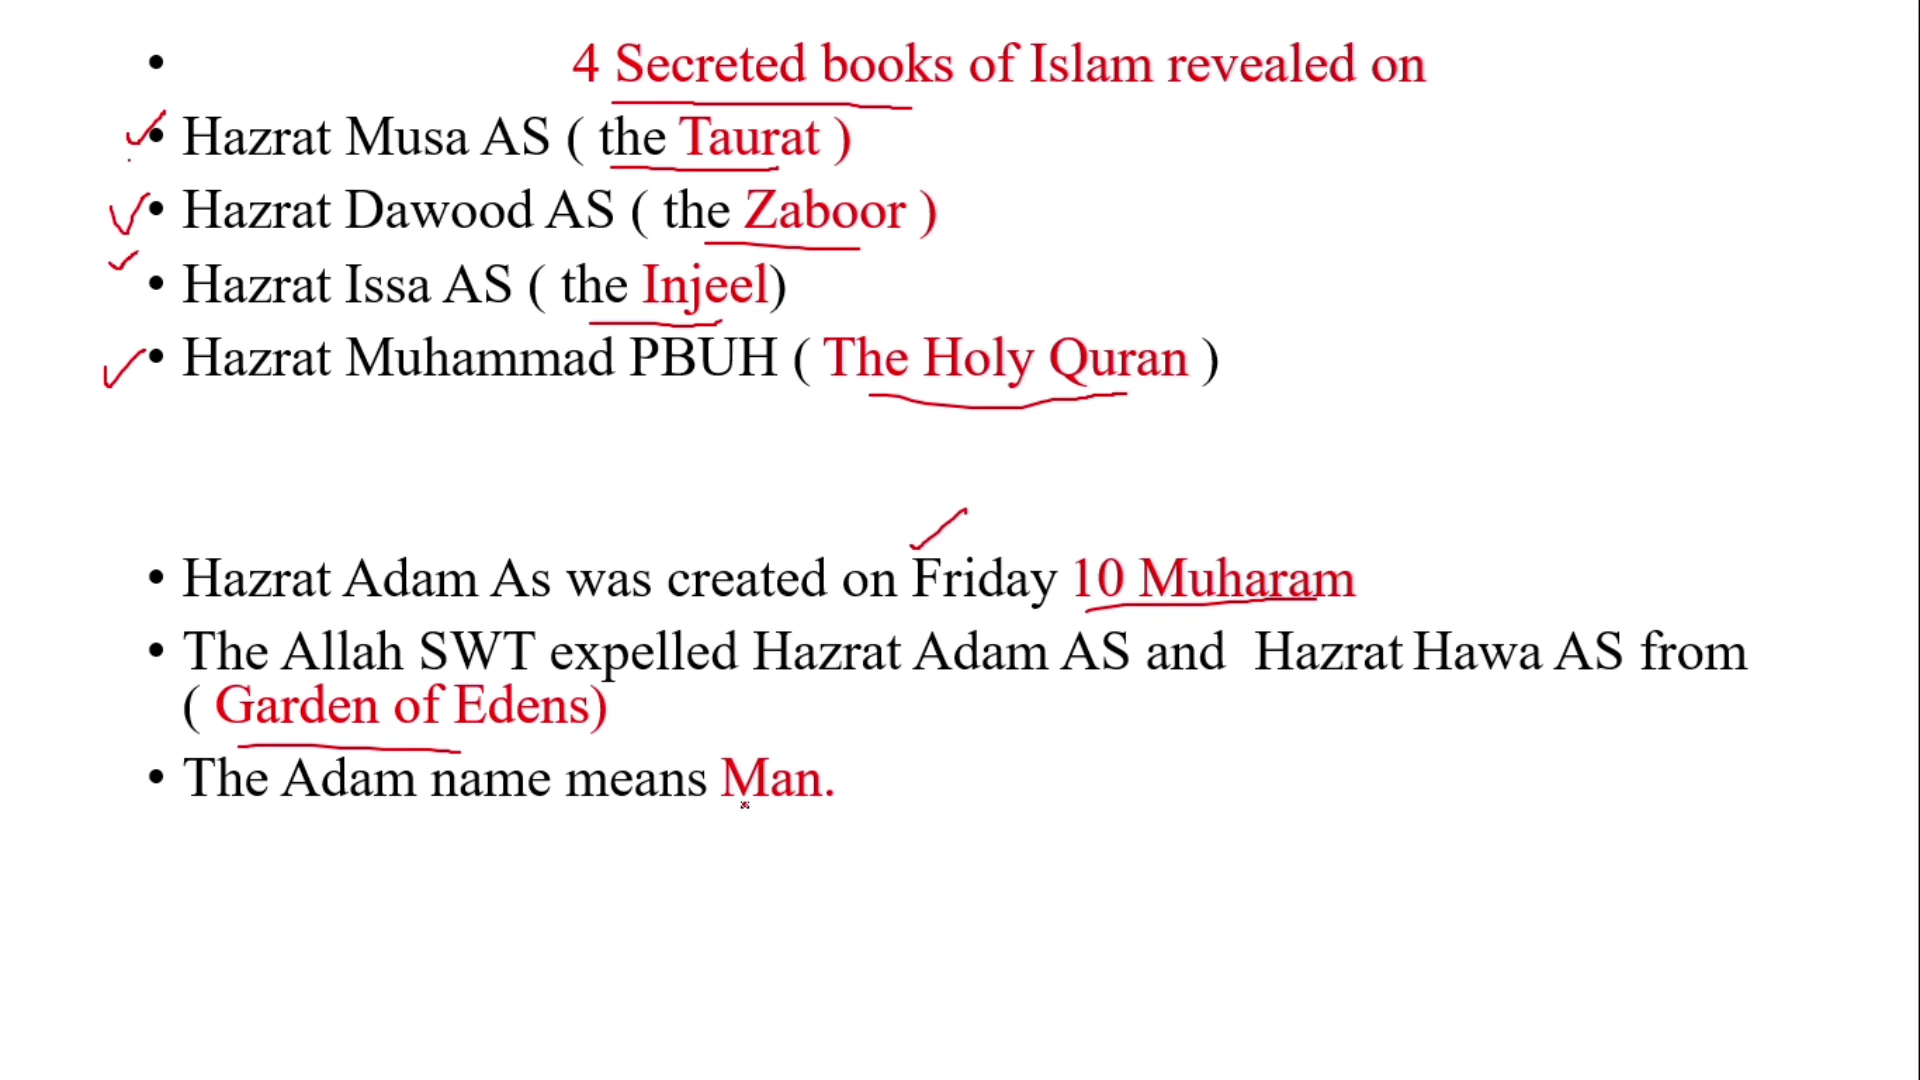 • 4 Secreted books of Islam revealed on
• Hazrat Musa AS ( the Taurat )
• Hazrat Dawood AS ( the Zaboor )
• Hazrat Issa AS ( the Injeel)
• Hazrat Muhammad PBUH ( The Holy Quran )
• Hazrat Adam As was created on Friday 10 Muharam
• The Allah SWT expelled Hazrat Adam AS and Hazrat Hawa AS from
( Garden of Edens)
• The Adam name means Man.